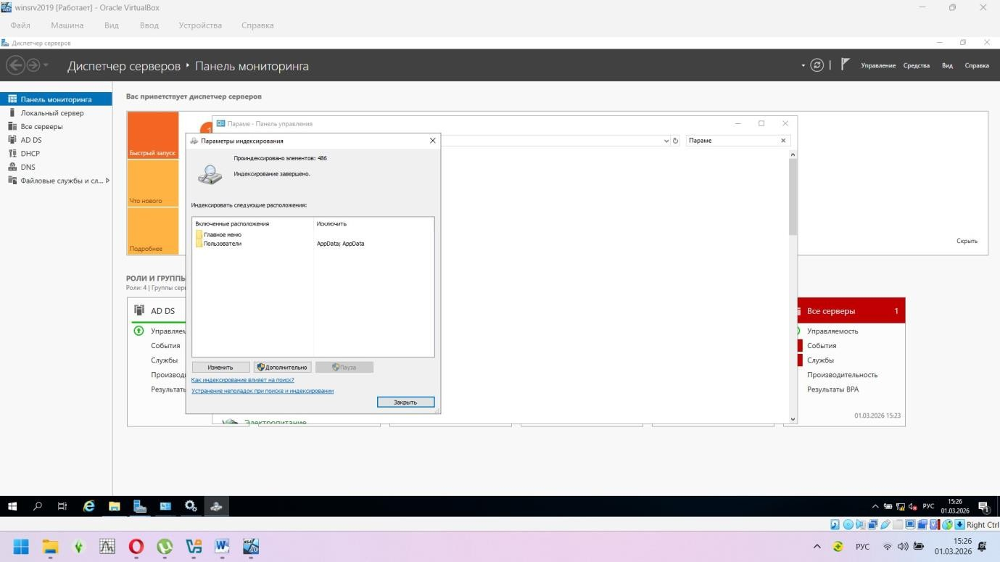 winsrv2019 [Работает] - Oracle VirtualBox
Файл Машина Вид Ввод Устройства Справка
Диспетчер серверов
Диспетчер серверов Панель мониторинга
Управление Средства Вид Справка
Панель мониторинга
Локальный сервер
Все серверы
AD DS
DHCP
DNS
Файловые службы и сл...
Вас приветствует диспетчер серверов
Быстрый запуск
Что нового
Подробнее
1
Параме - Панель управления
Параме
Скрыть
Параметры индексирования
Проиндексировано элементов: 486
Индексирование завершено.
Индексировать следующие расположения:
Включенные расположения Исключить
Главное меню
Пользователи AppData; AppData
Изменить Дополнительно Пауза
Как индексирование влияет на поиск?
Устранение неполадок при поиске и индексировании
Закрыть
Электропитание
РОЛИ И ГРУППЫ
Роли: 4 | Группы сер
AD DS
Управляем
События
Службы
Производи
Результать
Все серверы 1
Управляемость
События
Службы
Производительность
Результаты BPA
01.03.2026 15:23
РУС
15:26
01.03.2026
1
Right Ctrl
РУС
15:26
01.03.2026